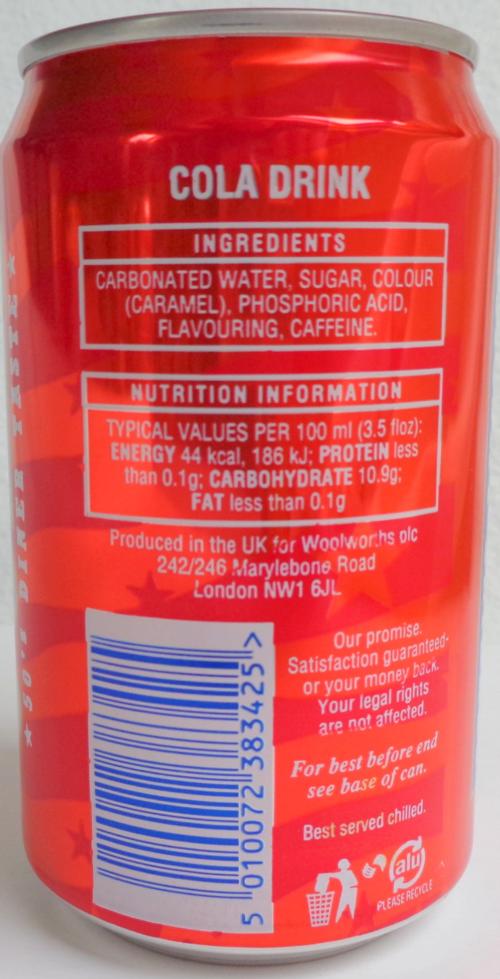 COLA DRINK
INGREDIENTS
CARBONATED WATER, SUGAR, COLOUR
(CARAMEL), PHOSPHORIC ACID,
FLAVOURING, CAFFEINE.
NUTRITION INFORMATION
TYPICAL VALUES PER 100 ml (3.5 floz):
ENERGY 44 kcal, 186 kJ; PROTEIN less
than 0.1g; CARBOHYDRATE 10.9g;
FAT less than 0.1g
Produced in the UK for Woolworths plc
242/246 Marylebone Road
London NW1 6JL
Our promise.
Satisfaction guaranteed-
or your money back.
Your legal rights
are not affected.
For best before end
see base of can.
Best served chilled.
alu
PLEASE RECYCLE
5 010072 383425 >
★ 50's DINER TASTE ★